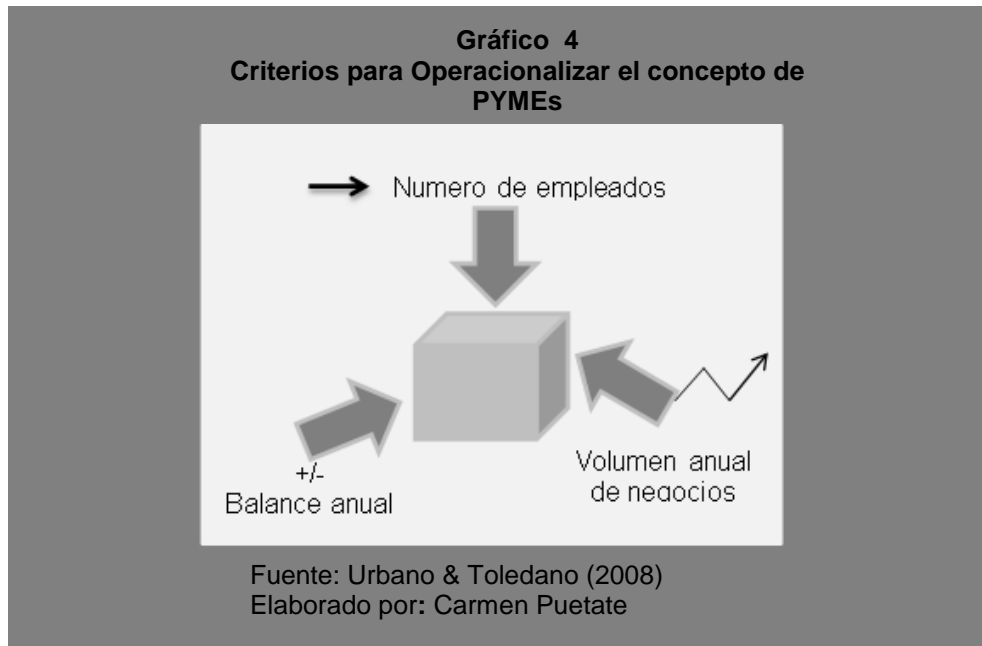 Gráfico 4
Criterios para Operacionalizar el concepto de
PYMEs
Numero de empleados
+/-
Balance anual
Volumen anual
de negocios
Fuente: Urbano & Toledano (2008)
Elaborado por: Carmen Puetate